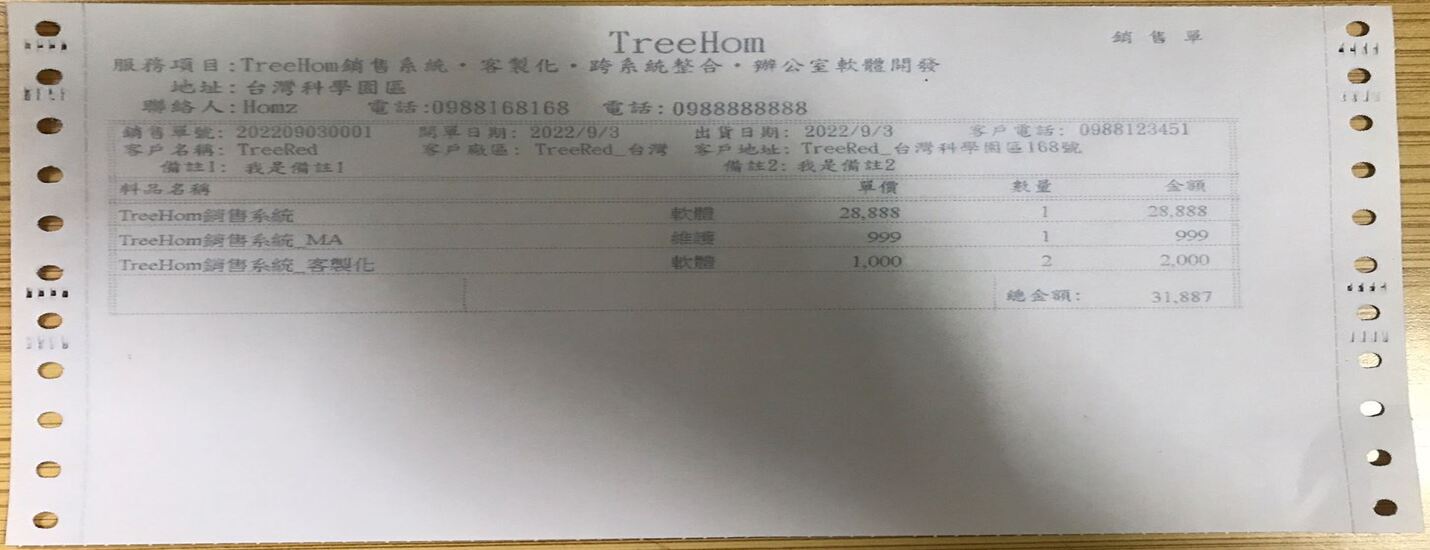 TreeHom 銷售單
服務項目:TreeHom銷售系統・客製化・跨系統整合・辦公室軟體開發
地址:台灣科學園區
聯絡人:Homz 電話:0988168168 電話:0988888888
銷售單號: 202209030001 開單日期: 2022/9/3 出貨日期: 2022/9/3 客戶電話: 0988123451
客戶名稱: TreeRed 客戶廠區: TreeRed_台灣 客戶地址: TreeRed_台灣科學園區168號
備註1: 我是備註1 備註2: 我是備註2
料品名稱 單價 數量 金額
TreeHom銷售系統 軟體 28,888 1 28,888
TreeHom銷售系統_MA 維護 999 1 999
TreeHom銷售系統_客製化 軟體 1,000 2 2,000
總金額: 31,887